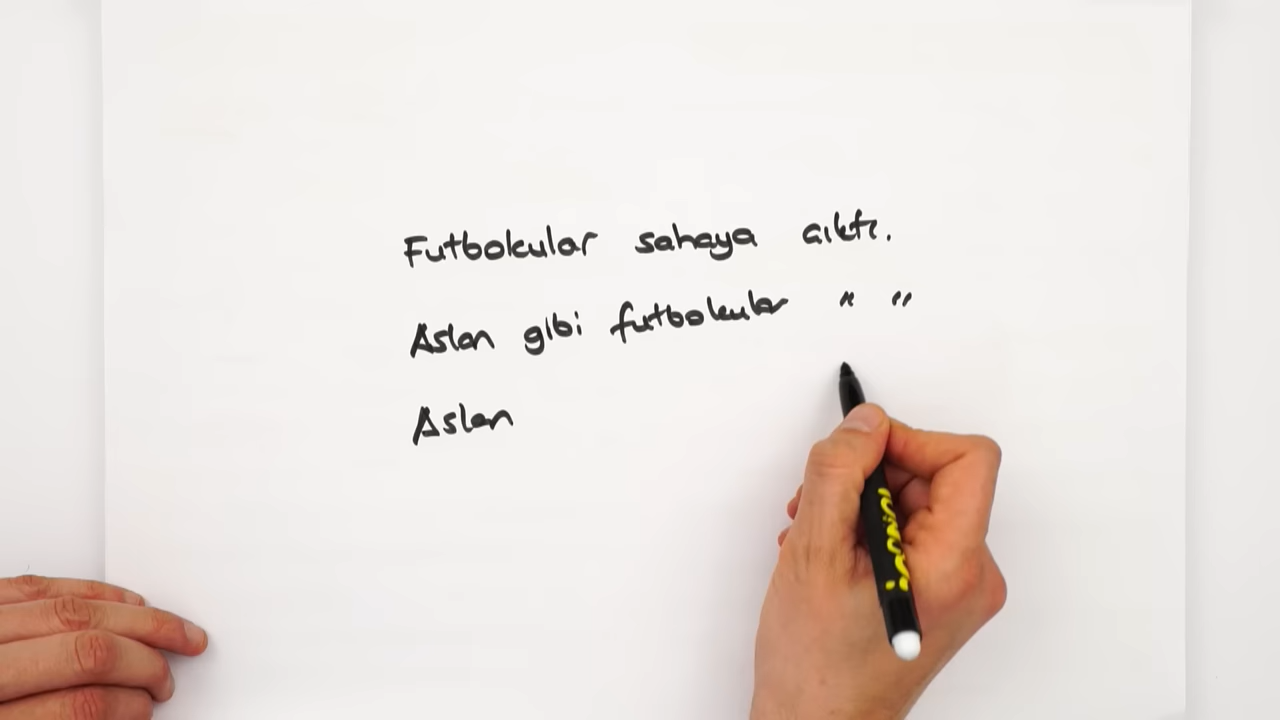 Futbolcular sahaya çıktı.
Aslan gibi futbolcular " "
Aslan